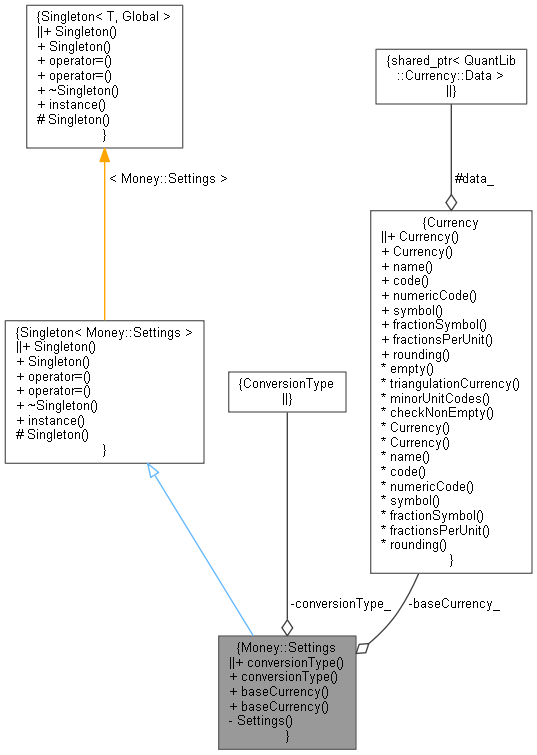 {Singleton< T, Global >
||+ Singleton()
+ Singleton()
+ operator=()
+ operator=()
+ ~Singleton()
+ instance()
# Singleton()
}
{shared_ptr< QuantLib
::Currency::Data >
||}
< Money::Settings >
#data_
{Currency
||+ Currency()
+ Currency()
+ name()
+ code()
+ numericCode()
+ symbol()
+ fractionSymbol()
+ fractionsPerUnit()
+ rounding()
* empty()
* triangulationCurrency()
* minorUnitCodes()
* checkNonEmpty()
* Currency()
* Currency()
* name()
* code()
* numericCode()
* symbol()
* fractionSymbol()
* fractionsPerUnit()
* rounding()
}
{Singleton< Money::Settings >
||+ Singleton()
+ Singleton()
+ operator=()
+ operator=()
+ ~Singleton()
+ instance()
# Singleton()
}
{ConversionType
||}
-conversionType_
-baseCurrency_
{Money::Settings
||+ conversionType()
+ conversionType()
+ baseCurrency()
+ baseCurrency()
- Settings()
}